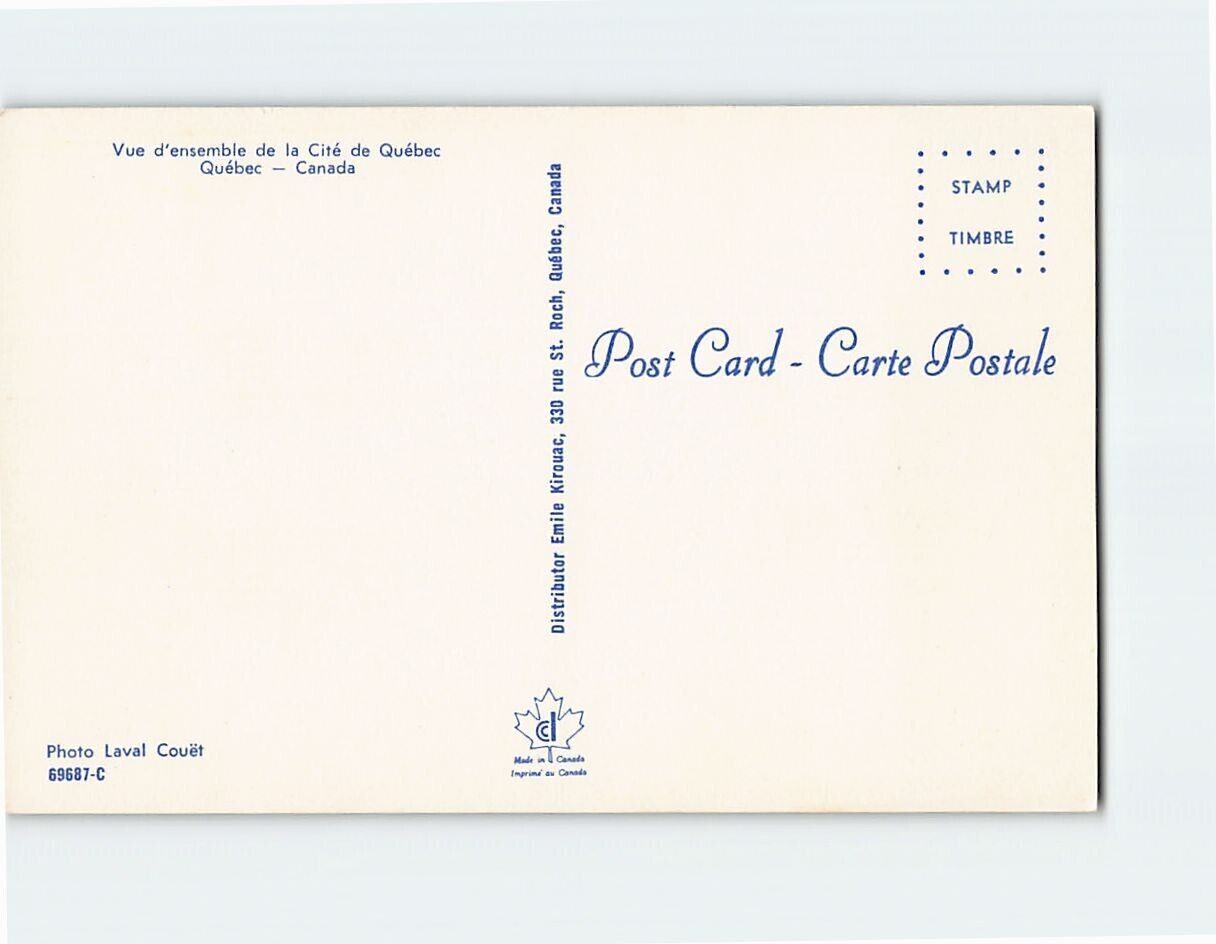 Vue d'ensemble de la Cité de Québec
Québec — Canada
Distributor Emile Kirouac, 330 rue St. Roch, Québec, Canada
STAMP
TIMBRE
Post Card - Carte Postale
Photo Laval Couët
69687-C
Made in Canada
Imprimé au Canada